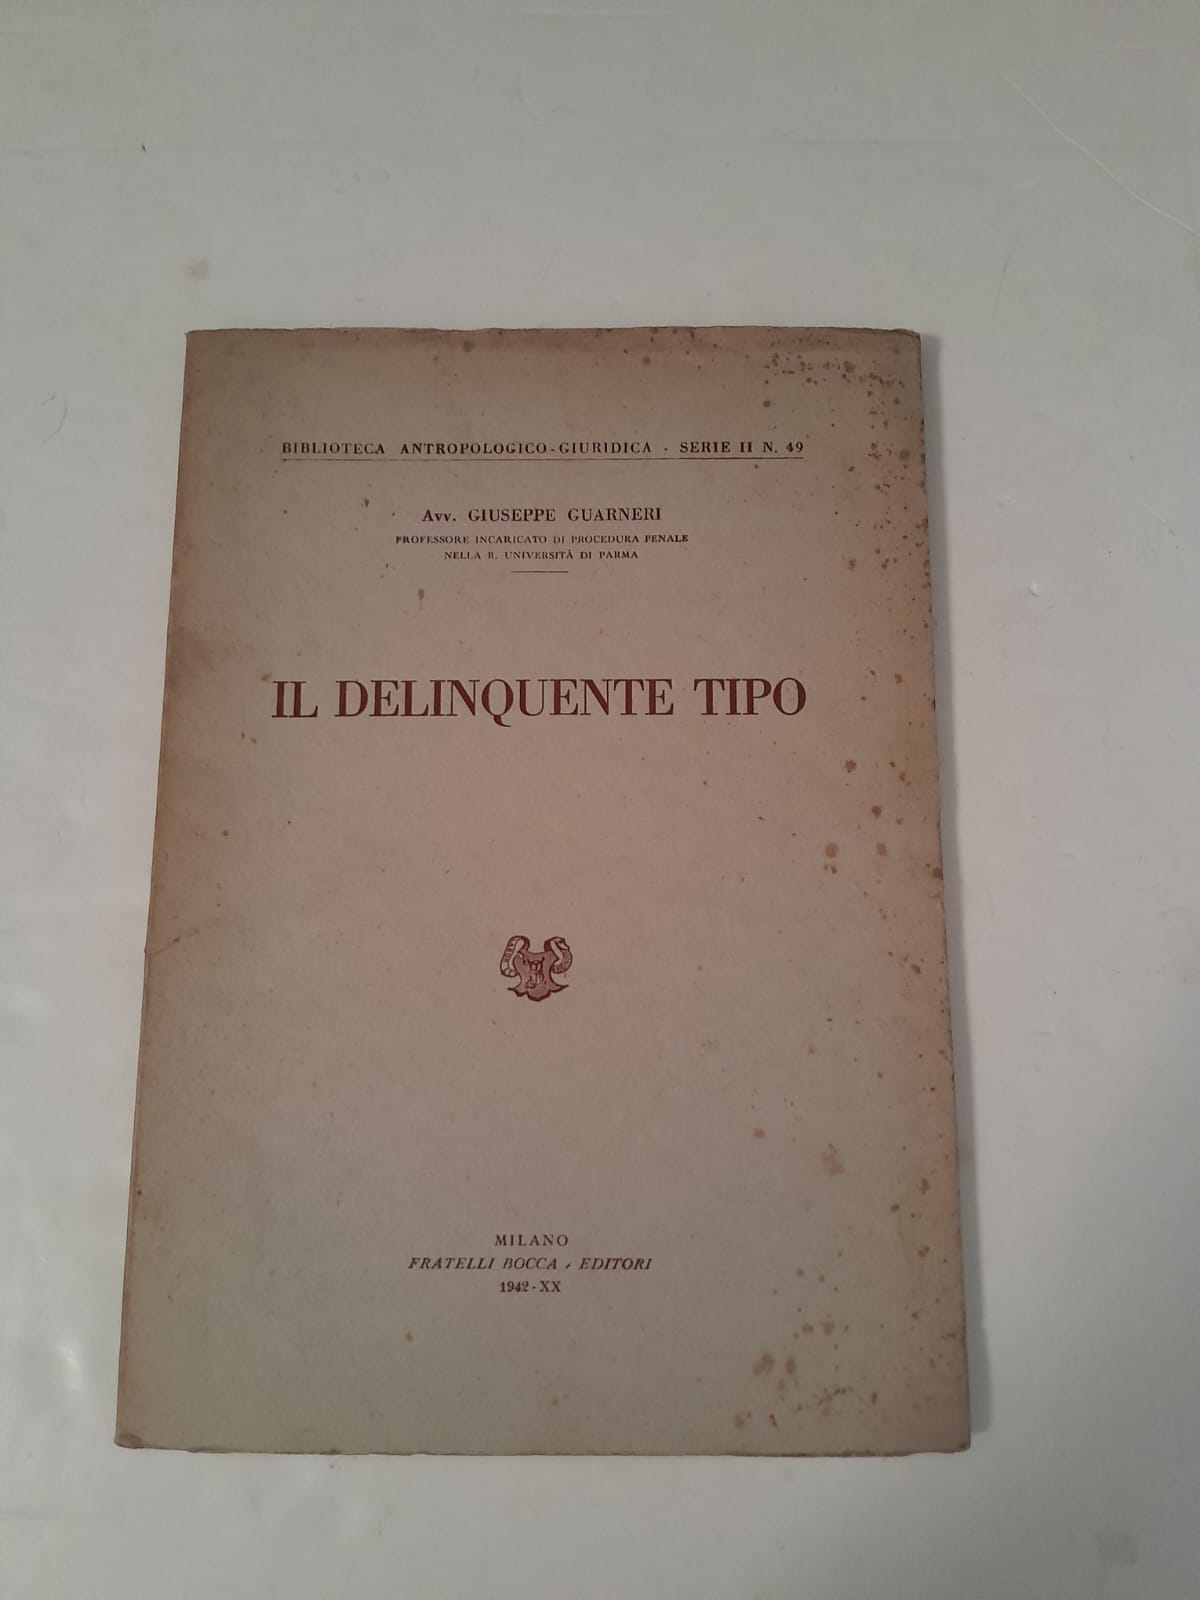 BIBLIOTECA ANTROPOLOGICO-GIURIDICA - SERIE II N. 49
Avv. GIUSEPPE GUARNERI
PROFESSORE INCARICATO DI PROCEDURA PENALE
NELLA R. UNIVERSITÀ DI PARMA
IL DELINQUENTE TIPO
MILANO
FRATELLI BOCCA , EDITORI
1942 - XX